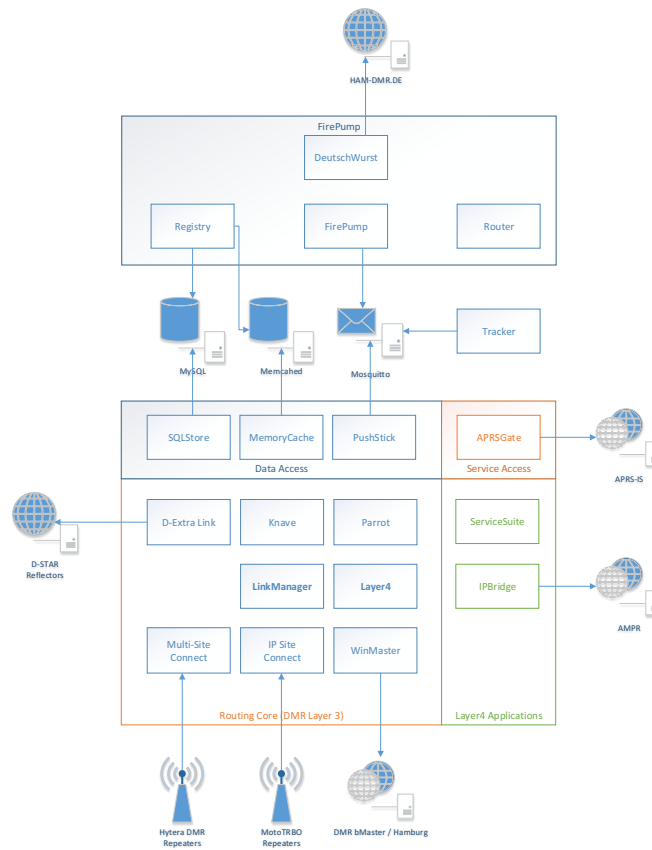 HAM-DMR.DE
FirePump
DeutschWurst
Registry
FirePump
Router
Tracker
MySQL
Memcahed
Mosquitto
SQLStore
MemoryCache
PushStick
APRSGate
Data Access
Service Access
APRS-IS
D-Extra Link
Knave
Parrot
ServiceSuite
D-STAR
Reflectors
LinkManager
Layer4
IPBridge
AMPR
Multi-Site
Connect
IP Site
Connect
WinMaster
Routing Core (DMR Layer 3)
Layer4 Applications
Hytera DMR
Repeaters
MotoTRBO
Repeaters
DMR bMaster / Hamburg